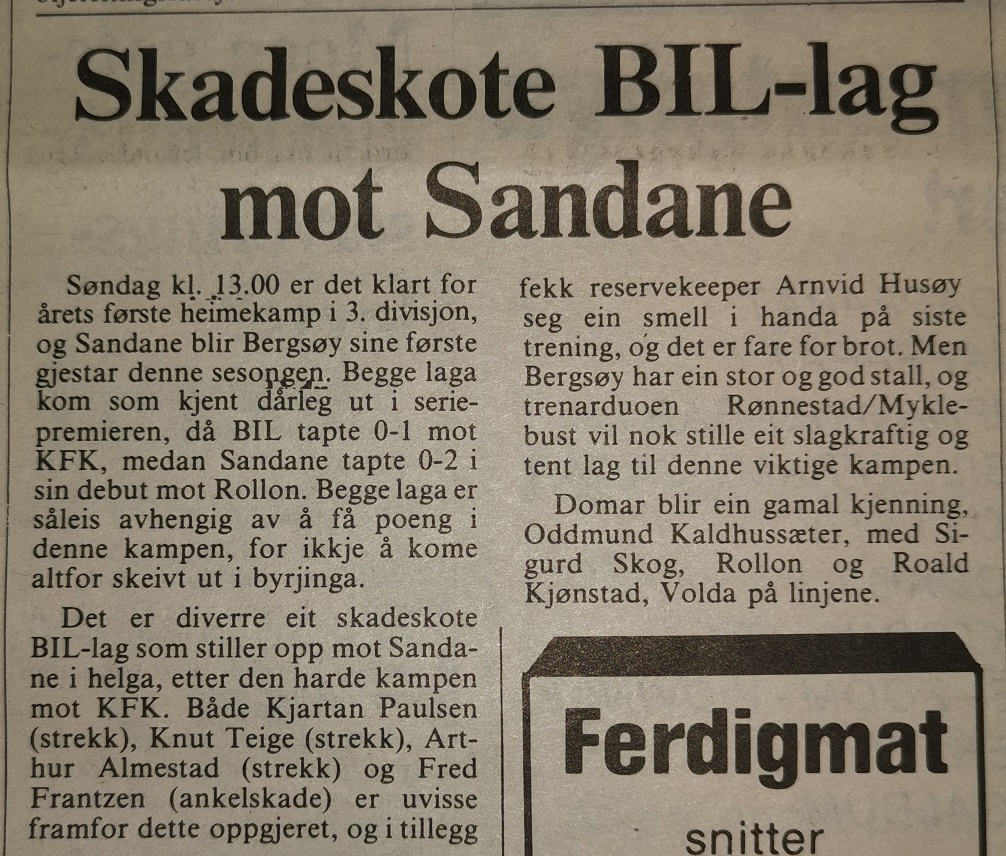 Skadeskote BIL-lag
mot Sandane
Søndag kl. 13.00 er det klart for
årets første heimekamp i 3. divisjon,
og Sandane blir Bergsøy sine første
gjestar denne sesongen. Begge laga
kom som kjent dårleg ut i serie-
premieren, då BIL tapte 0-1 mot
KFK, medan Sandane tapte 0-2 i
sin debut mot Rollon. Begge laga er
såleis avhengig av å få poeng i
denne kampen, for ikkje å kome
altfor skeivt ut i byrjinga.
Det er diverre eit skadeskote
BIL-lag som stiller opp mot Sanda-
ne i helga, etter den harde kampen
mot KFK. Både Kjartan Paulsen
(strekk), Knut Teige (strekk), Art-
hur Almestad (strekk) og Fred
Frantzen (ankelskade) er uvisse
framfor dette oppgjeret, og i tillegg
fekk reservekeeper Arnvid Husøy
seg ein smell i handa på siste
trening, og det er fare for brot. Men
Bergsøy har ein stor og god stall, og
trenarduoen Rønnestad/Mykle-
bust vil nok stille eit slagkraftig og
tent lag til denne viktige kampen.
Domar blir ein gamal kjenning,
Oddmund Kaldhussæter, med Si-
gurd Skog, Rollon og Roald
Kjønstad, Volda på linjene.
Ferdigmat
snitter